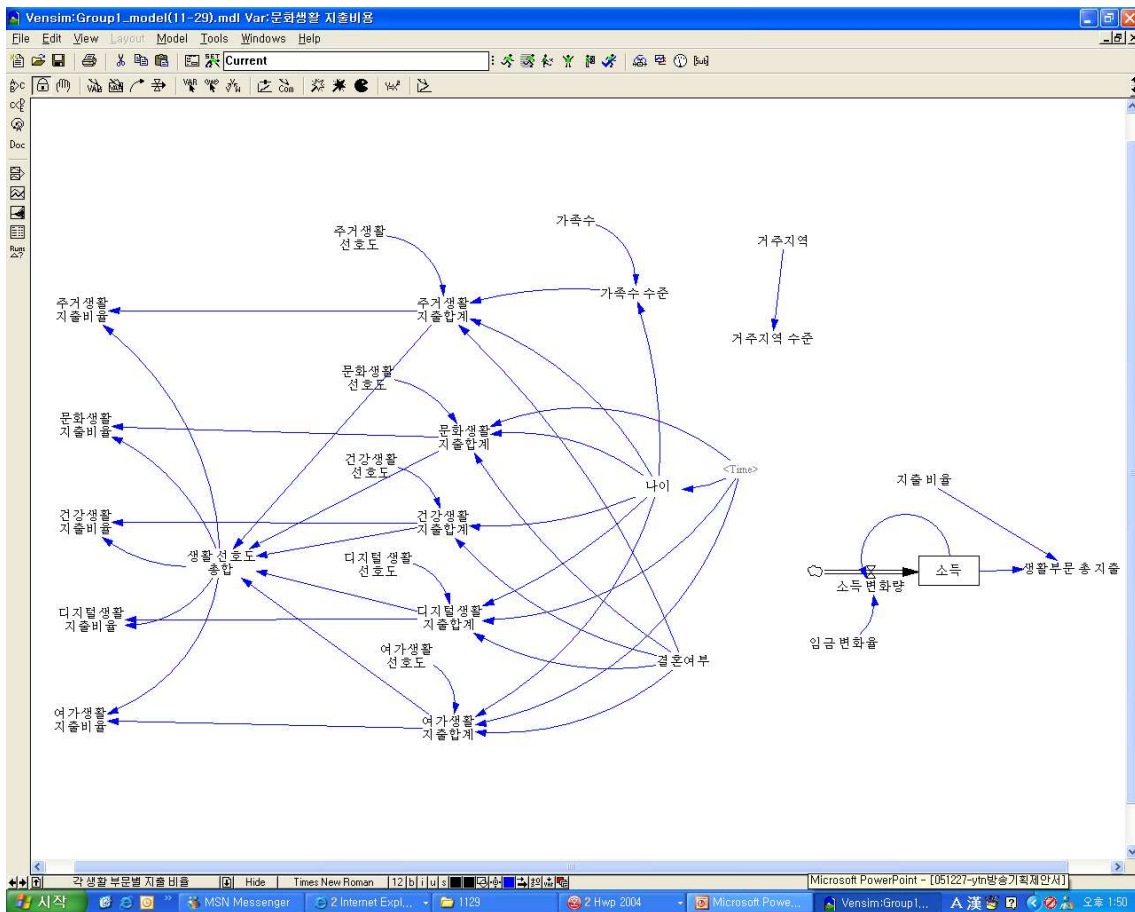 Vensim:Group1_model(11-29).mdl Var:문화생활 지출비용
File Edit View Layout Model Tools Windows Help
Current
Doc
Runs
주거생활
선호도
가족수
거주지역
주거생활
지출비율
주거생활
지출합계
가족수 수준
거주지역 수준
문화생활
선호도
문화생활
지출비율
문화생활
지출합계
건강생활
선호도
<Time>
나이
지출 비율
건강생활
지출비율
건강생활
지출합계
생활 선호도
총합
디지털 생활
선호도
소득
생활부문 총 지출
소득 변화량
디지털생활
지출비율
디지털생활
지출합계
임금 변화율
여가생활
선호도
결혼여부
여가생활
지출비율
여가생활
지출합계
각 생활 부문별 지출 비율 Hide Times New Roman 12 b i u s
Microsoft PowerPoint - [051227-ytn방송기획제안서]
시작 MSN Messenger 2 Internet Expl... 1129 2 Hwp 2004 Microsoft Powe... Vensim:Group1... A 漢 오후 1:50